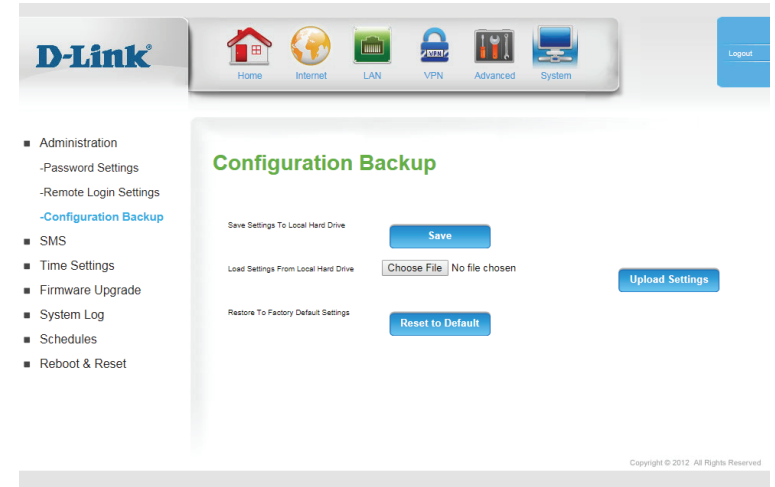 D-Link®
Home Internet LAN VPN Advanced System
VPN
Logout
Administration
-Password Settings
-Remote Login Settings
-Configuration Backup
SMS
Time Settings
Firmware Upgrade
System Log
Schedules
Reboot & Reset
Configuration Backup
Save Settings To Local Hard Drive Save
Load Settings From Local Hard Drive Choose File No file chosen Upload Settings
Restore To Factory Default Settings Reset to Default
Copyright © 2012 All Rights Reserved